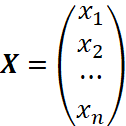 X = (x₁
x₂
...
xₙ)